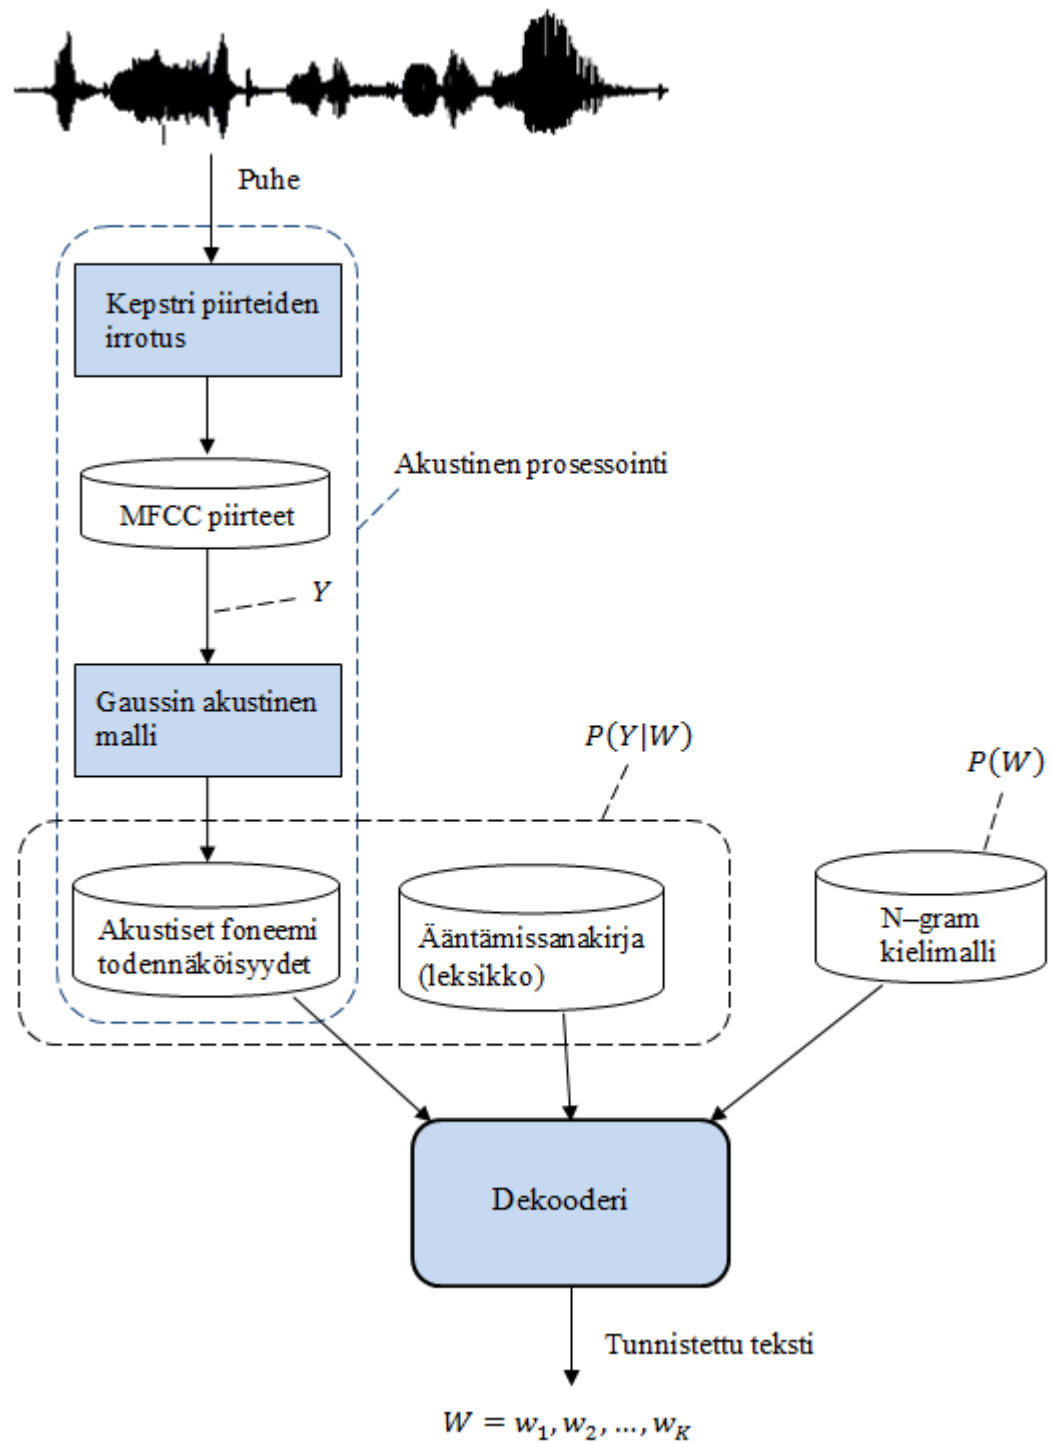 Puhe
Kepstri piirteiden
irrotus
Akustinen prosessointi
MFCC piirteet
Y
Gaussin akustinen
malli
P(Y|W)
P(W)
Akustiset foneemi
todennäköisyydet
Ääntämissanakirja
(leksikko)
N–gram
kielimalli
Dekooderi
Tunnistettu teksti
W = w₁, w₂, …, w_K